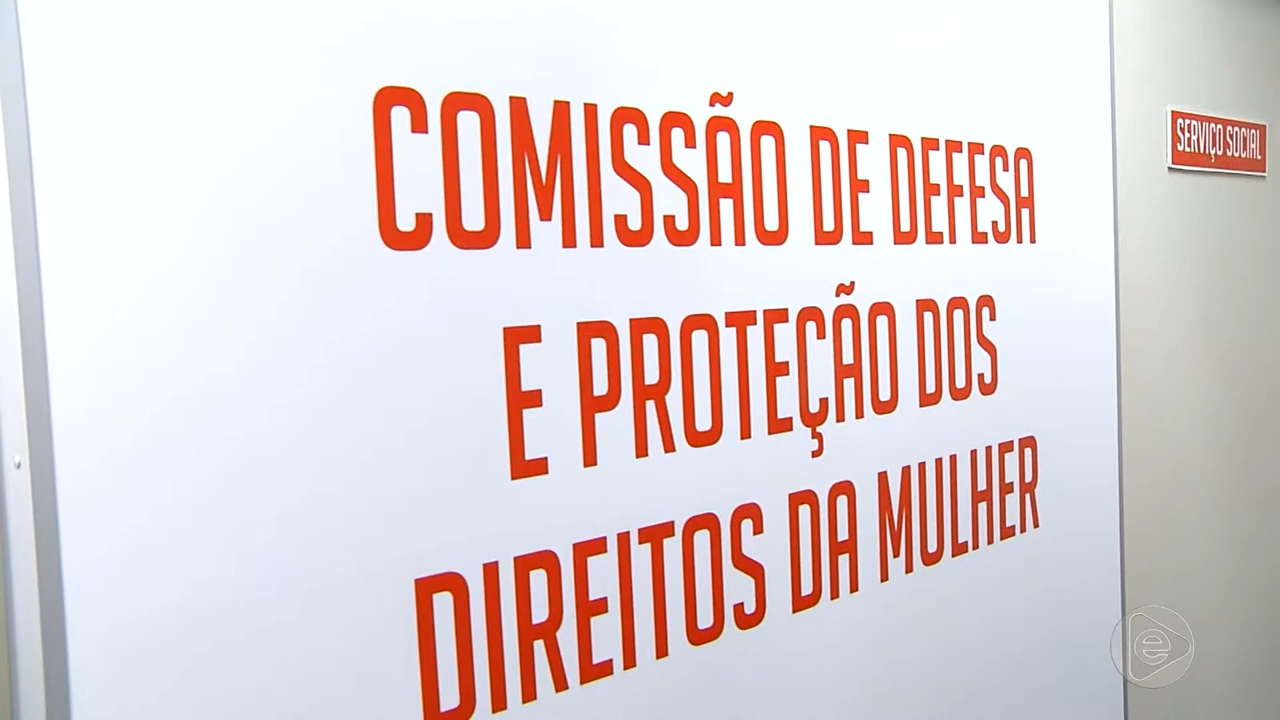 COMISSÃO DE DEFESA
E PROTEÇÃO DOS
DIREITOS DA MULHER
SERVIÇO SOCIAL
e